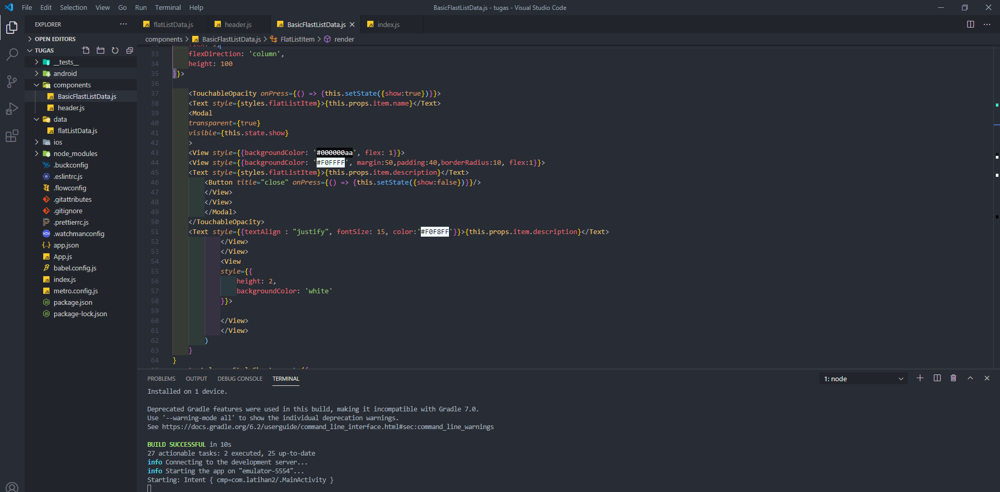 File Edit Selection View Go Run Terminal Help
BasicFlastListData.js - tugas - Visual Studio Code
EXPLORER
flatListData.js
header.js
BasicFlastListData.js
index.js
components > BasicFlastListData.js > FlatListItem > render
OPEN EDITORS
TUGAS
__tests__
android
components
BasicFlastListData.js
header.js
data
flatListData.js
ios
node_modules
.buckconfig
.eslintrc.js
.flowconfig
.gitattributes
.gitignore
.prettierrc.js
.watchmanconfig
app.json
App.js
babel.config.js
index.js
metro.config.js
package.json
package-lock.json
32 flex: 1,
33 flexDirection: 'column',
34 height: 100
35 }}>
36
37 <TouchableOpacity onPress={() => {this.setState({show:true})}}>
38 <Text style={styles.flatListItem}>{this.props.item.name}</Text>
39 <Modal
40 transparent={true}
41 visible={this.state.show}
42 >
43 <View style={{backgroundColor: '#000000aa', flex: 1}}>
44 <View style={{backgroundColor: '#F0FFFF', margin:50,padding:40,borderRadius:10, flex:1}}>
45 <Text style={styles.flatListItem}>{this.props.item.description}</Text>
46 <Button title="close" onPress={() => {this.setState({show:false})}}/>
47 </View>
48 </View>
49 </Modal>
50 </TouchableOpacity>
51 <Text style={{textAlign : "justify", fontSize: 15, color:'#F0F8FF'}}>{this.props.item.description}</Text>
52 </View>
53 </View>
54 <View
55 style={{
56 height: 2,
57 backgroundColor: 'white'
58 }}>
59
60 </View>
61 </View>
62 )
63 }
64 }
PROBLEMS OUTPUT DEBUG CONSOLE TERMINAL
1: node
Installed on 1 device.
Deprecated Gradle features were used in this build, making it incompatible with Gradle 7.0.
Use '--warning-mode all' to show the individual deprecation warnings.
See https://docs.gradle.org/6.2/userguide/command_line_interface.html#sec:command_line_warnings
BUILD SUCCESSFUL in 10s
27 actionable tasks: 2 executed, 25 up-to-date
info Connecting to the development server...
info Starting the app on "emulator-5554"...
Starting: Intent { cmp=com.latihan2/.MainActivity }